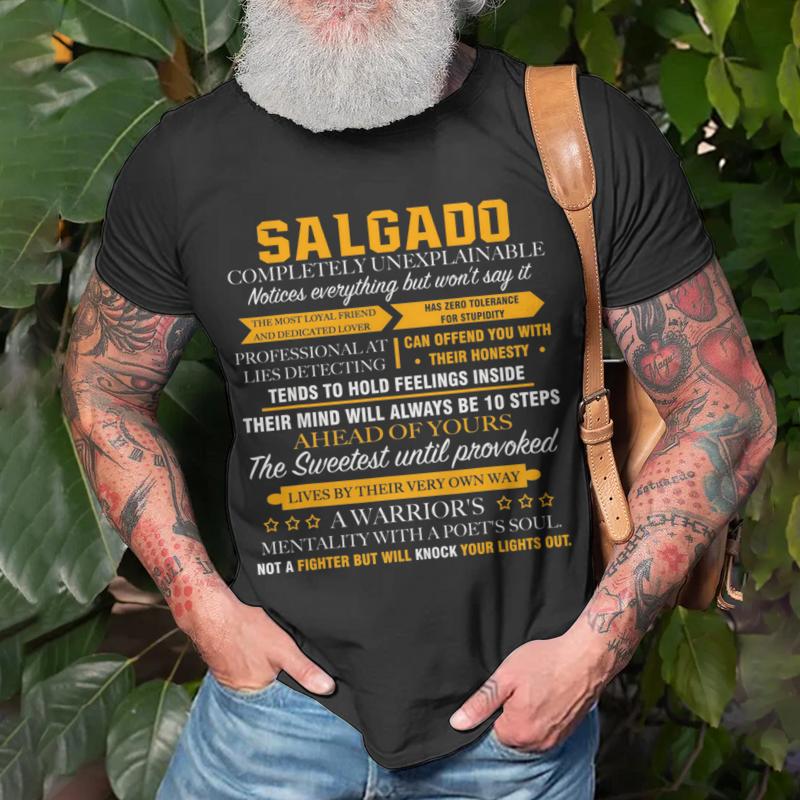 SALGADO
COMPLETELY UNEXPLAINABLE
Notices everything but won't say it
THE MOST LOYAL FRIEND
AND DEDICATED LOVER
HAS ZERO TOLERANCE
FOR STUPIDITY
PROFESSIONAL AT
LIES DETECTING
CAN OFFEND YOU WITH
• THEIR HONESTY •
TENDS TO HOLD FEELINGS INSIDE
THEIR MIND WILL ALWAYS BE 10 STEPS
AHEAD OF YOURS
The Sweetest until provoked
LIVES BY THEIR VERY OWN WAY
A WARRIOR'S
MENTALITY WITH A POET'S SOUL.
NOT A FIGHTER BUT WILL KNOCK YOUR LIGHTS OUT.